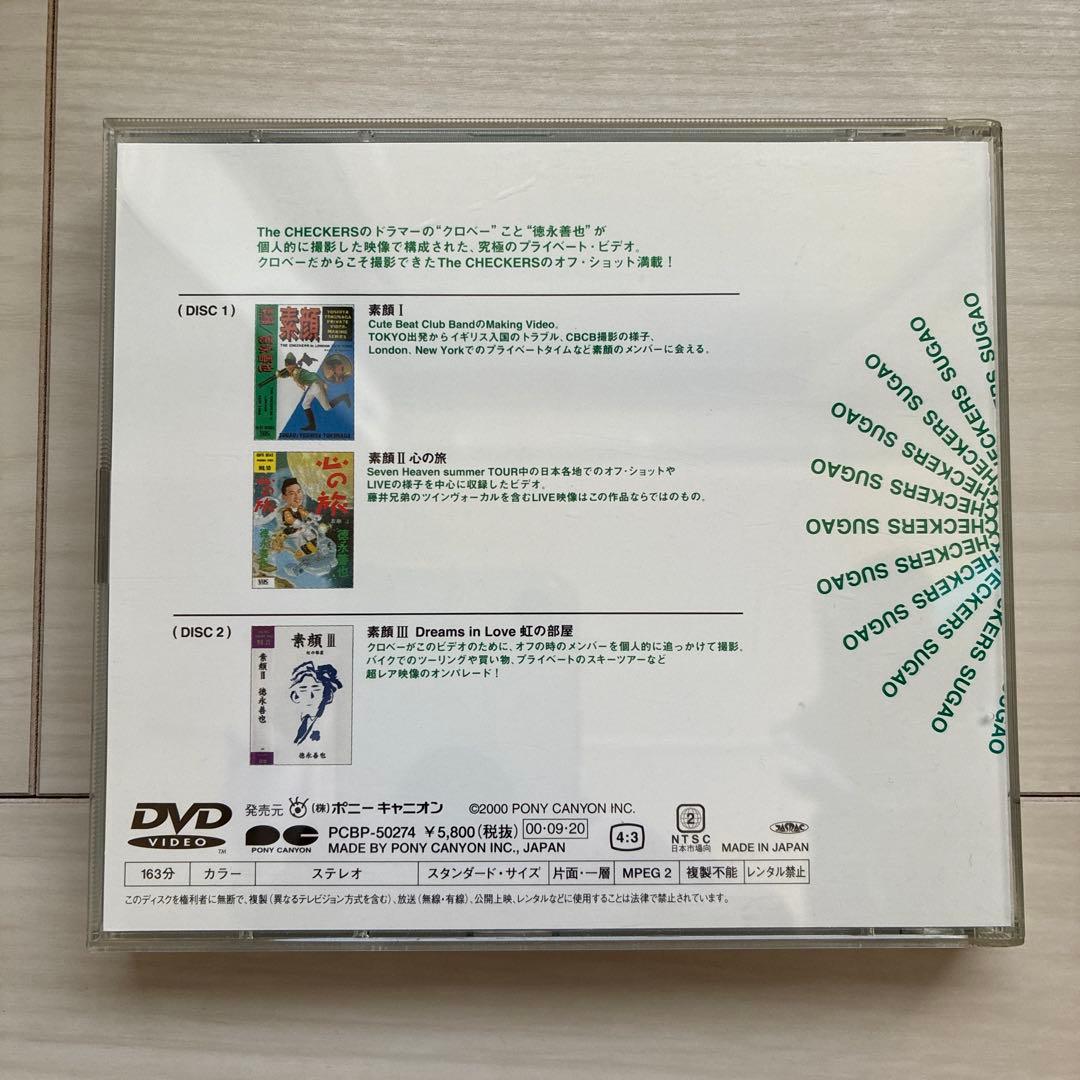 The CHECKERSのドラマーの“クロベー”こと“徳永善也”が
個人的に撮影した映像で構成された、究極のプライベート・ビデオ。
クロベーだからこそ撮影できたThe CHECKERSのオフ・ショット満載！
(DISC 1)
素顔
素顔 I
Cute Beat Club BandのMaking Video。
TOKYO出発からイギリス入国のトラブル、CBCB撮影の様子、
London、New Yorkでのプライベートタイムなど素顔のメンバーに会える。
心の旅
徳永善也
VHS
素顔 II 心の旅
Seven Heaven summer TOUR中の日本各地でのオフ・ショットや
LIVEの様子を中心に収録したビデオ。
藤井兄弟のツインヴォーカルを含むLIVE映像はこの作品ならではのもの。
(DISC 2)
素顔 III
虹の部屋
素顔 III 徳永善也
徳永善也
素顔 III Dreams in Love 虹の部屋
クロベーがこのビデオのために、オフの時のメンバーを個人的に追っかけて撮影。
バイクでのツーリングや買い物、プライベートのスキーツアーなど
超レア映像のオンパレード！
CHECKERS SUGAO
CHECKERS SUGAO
CHECKERS SUGAO
CHECKERS SUGAO
CHECKERS SUGAO
CHECKERS SUGAO
CHECKERS SUGAO
CHECKERS SUGAO
CHECKERS SUGAO
CHECKERS SUGAO
SUGAO
DVD
VIDEO
TM
発売元 (株)ポニーキャニオン ©2000 PONY CANYON INC.
PONY CANYON
PCBP-50274 ¥5,800(税抜) 00・09・20
MADE BY PONY CANYON INC., JAPAN
4:3
2
NTSC
日本市場向
JASRAC
MADE IN JAPAN
163分 カラー ステレオ スタンダード・サイズ 片面・一層 MPEG 2 複製不能 レンタル禁止
このディスクを権利者に無断で、複製(異なるテレビジョン方式を含む)、放送(無線・有線)、公開上映、レンタルなどに使用することは法律で禁止されています。